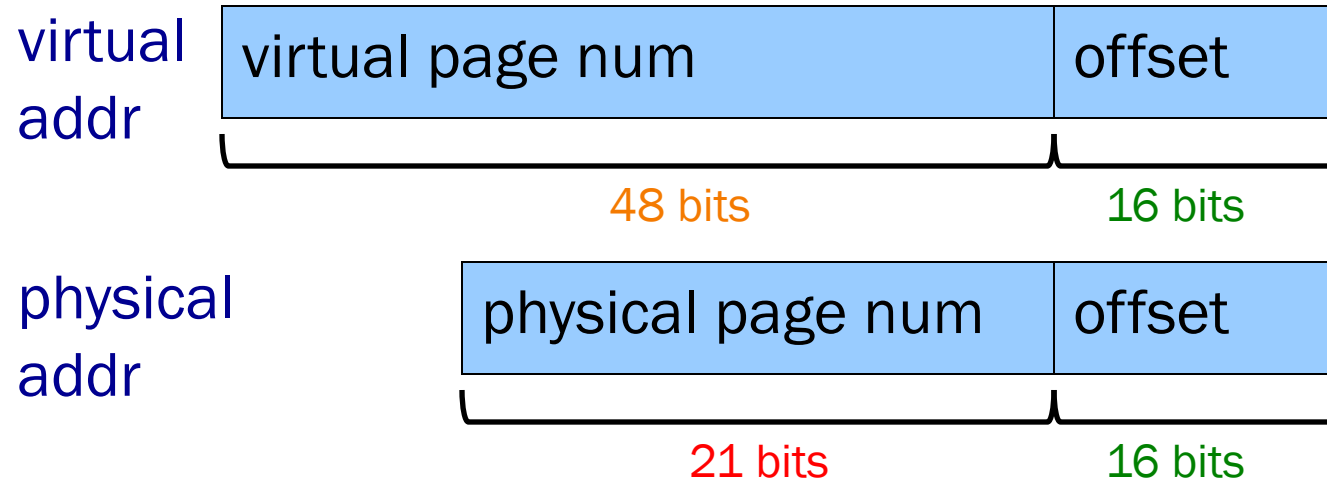 virtual
addr
virtual page num
offset
48 bits
16 bits
physical
addr
physical page num
offset
21 bits
16 bits